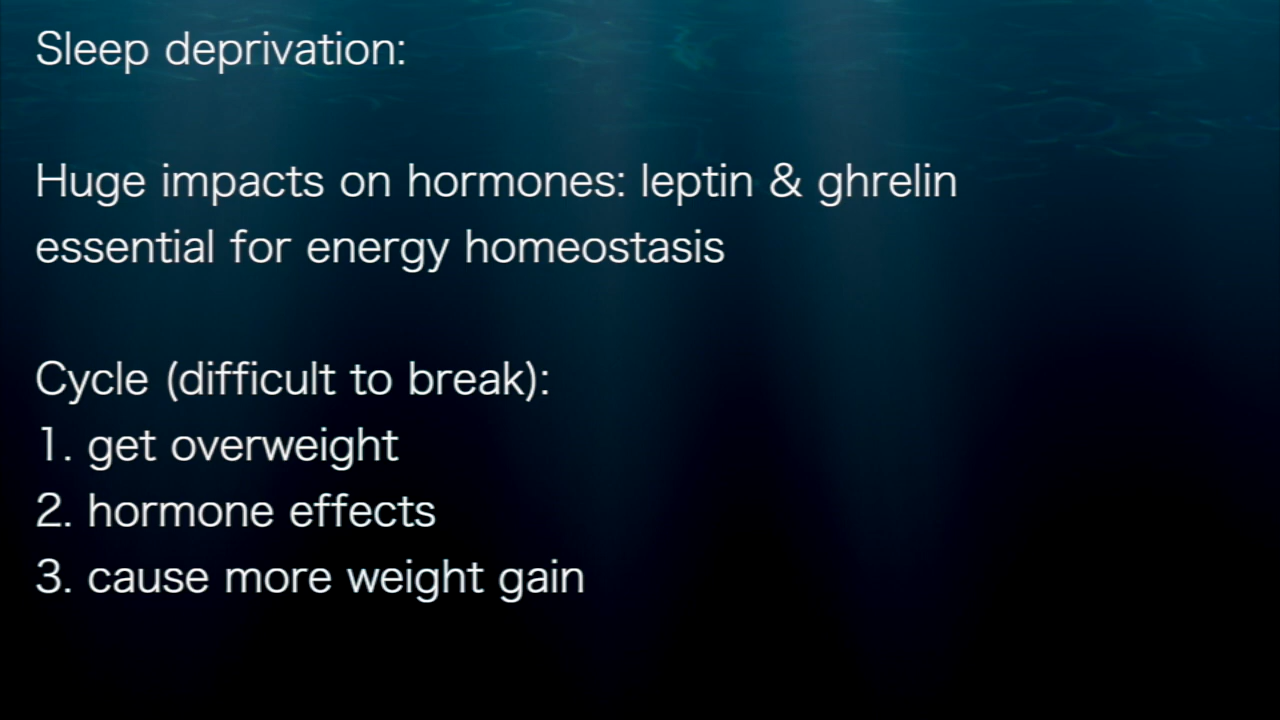 Sleep deprivation:
Huge impacts on hormones: leptin & ghrelin
essential for energy homeostasis
Cycle (difficult to break):
1. get overweight
2. hormone effects
3. cause more weight gain